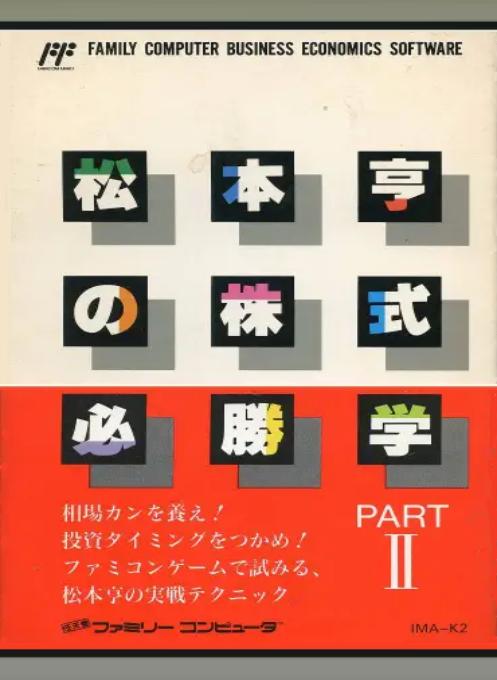 FAMILY COMPUTER BUSINESS ECONOMICS SOFTWARE
松本亨
の株式
必勝学
PART
II
相場カンを養え!
投資タイミングをつかめ!
ファミコンゲームで試みる、
松本亨の実戦テクニック
ファミリー コンピュータ™
IMA-K2